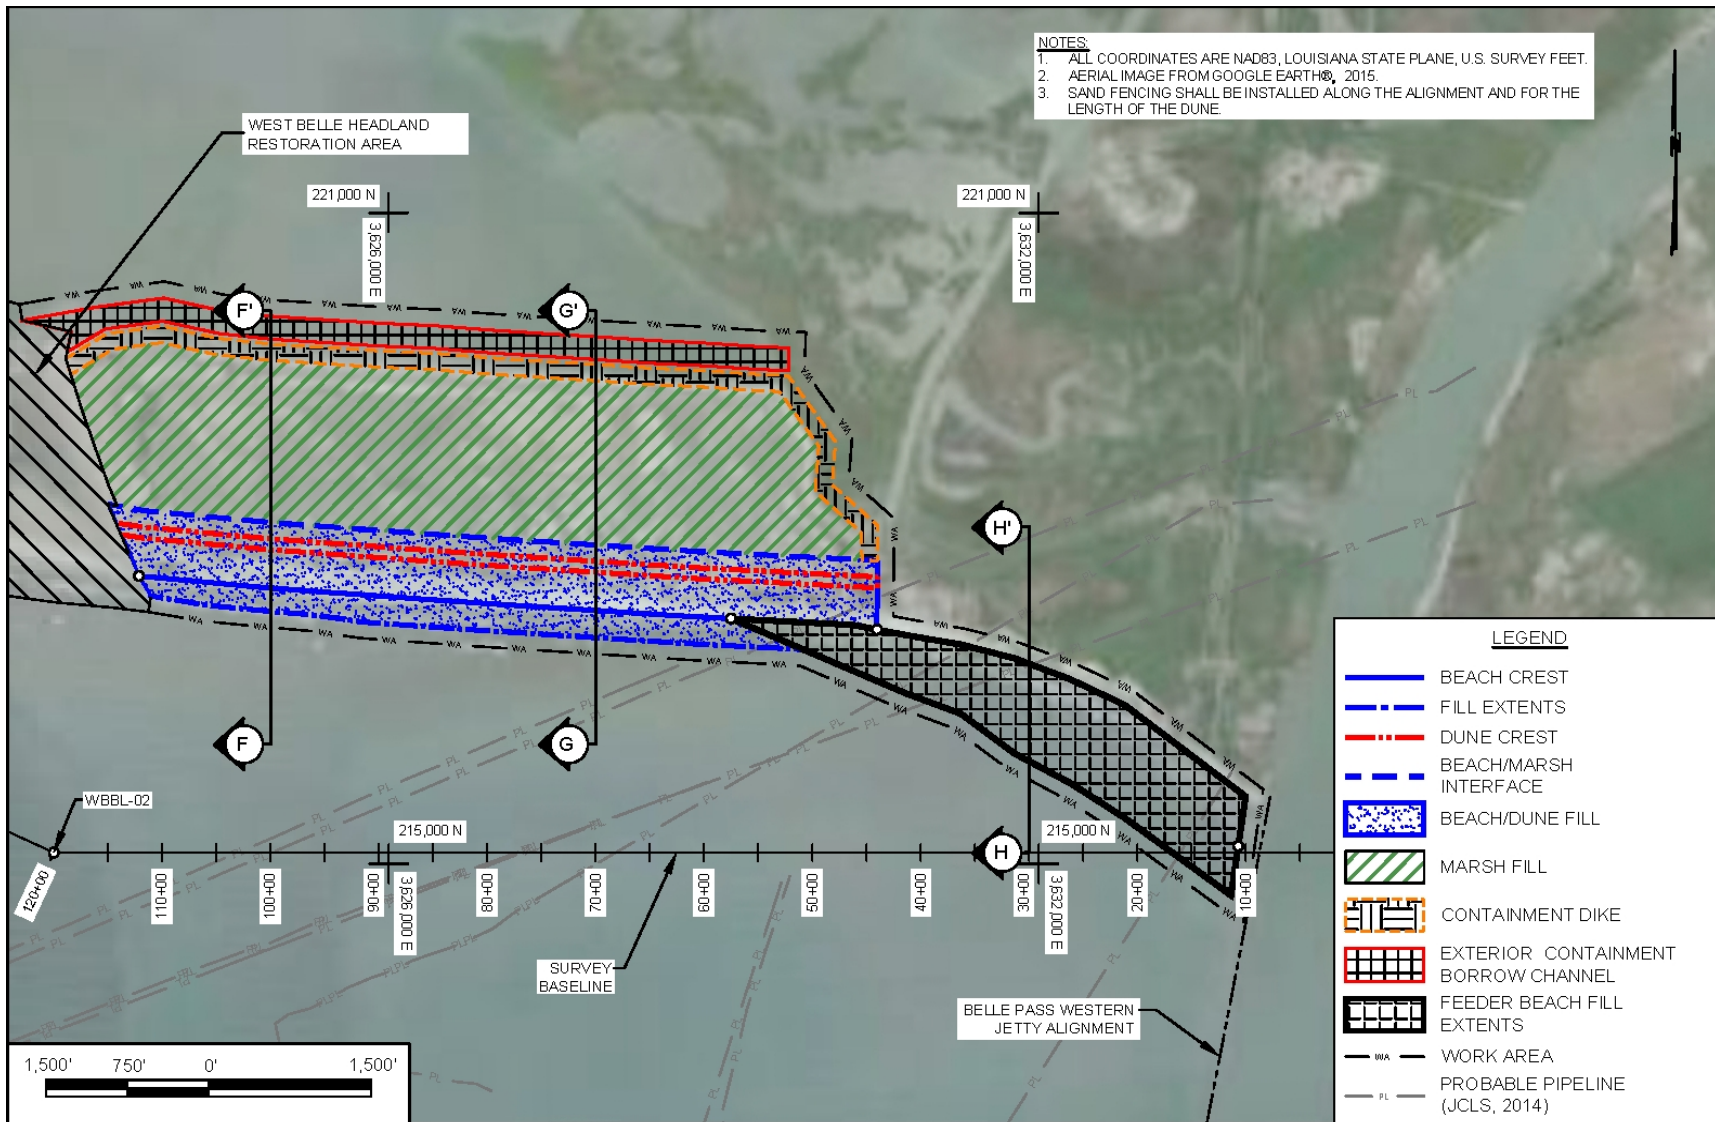 NOTES:
1. ALL COORDINATES ARE NAD83, LOUISIANA STATE PLANE, U.S. SURVEY FEET.
2. AERIAL IMAGE FROM GOOGLE EARTH®, 2015.
3. SAND FENCING SHALL BE INSTALLED ALONG THE ALIGNMENT AND FOR THE
LENGTH OF THE DUNE.
N
WEST BELLE HEADLAND
RESTORATION AREA
221,000 N
3,626,000 E
221,000 N
3,632,000 E
F'
G'
H'
F
G
H
WBBL-02
215,000 N
3,626,000 E
215,000 N
3,632,000 E
120+00
110+00
100+00
90+00
80+00
70+00
60+00
50+00
40+00
30+00
20+00
10+00
SURVEY
BASELINE
BELLE PASS WESTERN
JETTY ALIGNMENT
1,500' 750' 0' 1,500'
LEGEND
BEACH CREST
FILL EXTENTS
DUNE CREST
BEACH/MARSH
INTERFACE
BEACH/DUNE FILL
MARSH FILL
CONTAINMENT DIKE
EXTERIOR CONTAINMENT
BORROW CHANNEL
FEEDER BEACH FILL
EXTENTS
WA WORK AREA
PL PROBABLE PIPELINE
(JCLS, 2014)